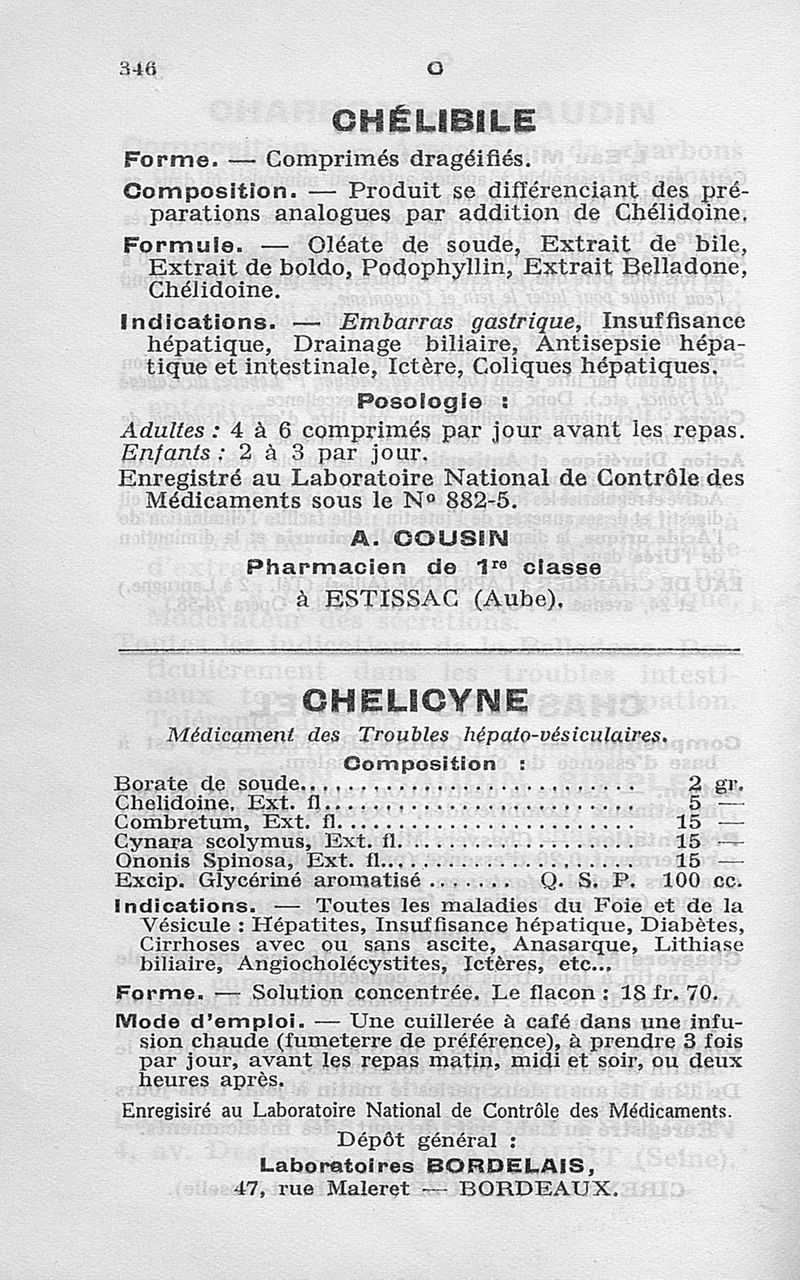 346
C
CHÉLIBILE
Forme. — Comprimés dragéifiés.
Composition. — Produit se différenciant des pré-
parations analogues par addition de Chélidoine.
Formule. — Oléate de soude, Extrait de bile,
Extrait de boldo, Podophyllin, Extrait Belladone,
Chélidoine.
Indications. — Embarras gastrique, Insuffisance
hépatique, Drainage biliaire, Antisepsie hépa-
tique et intestinale, Ictère, Coliques hépatiques.
Posologie :
Adultes : 4 à 6 comprimés par jour avant les repas.
Enfants : 2 à 3 par jour.
Enregistré au Laboratoire National de Contrôle des
Médicaments sous le Nº 882-5.
A. COUSIN
Pharmacien de 1re classe
à ESTISSAC (Aube).
CHELICYNE
Médicament des Troubles hépato-vésiculaires.
Composition :
Borate de soude.................................. 2 gr.
Chelidoine, Ext. fl.............................. 5 —
Combretum, Ext. fl............................. 15 —
Cynara scolymus, Ext. fl...................... 15 —
Ononis Spinosa, Ext. fl........................ 15 —
Excip. Glycériné aromatisé ........ Q. S. P. 100 cc.
Indications. — Toutes les maladies du Foie et de la
Vésicule : Hépatites, Insuffisance hépatique, Diabètes,
Cirrhoses avec ou sans ascite, Anasarque, Lithiase
biliaire, Angiocholécystites, Ictères, etc...
Forme. — Solution concentrée. Le flacon : 18 fr. 70.
Mode d'emploi. — Une cuillerée à café dans une infu-
sion chaude (fumeterre de préférence), à prendre 3 fois
par jour, avant les repas matin, midi et soir, ou deux
heures après.
Enregisiré au Laboratoire National de Contrôle des Médicaments.
Dépôt général :
Laboratoires BORDELAIS,
47, rue Maleret — BORDEAUX.